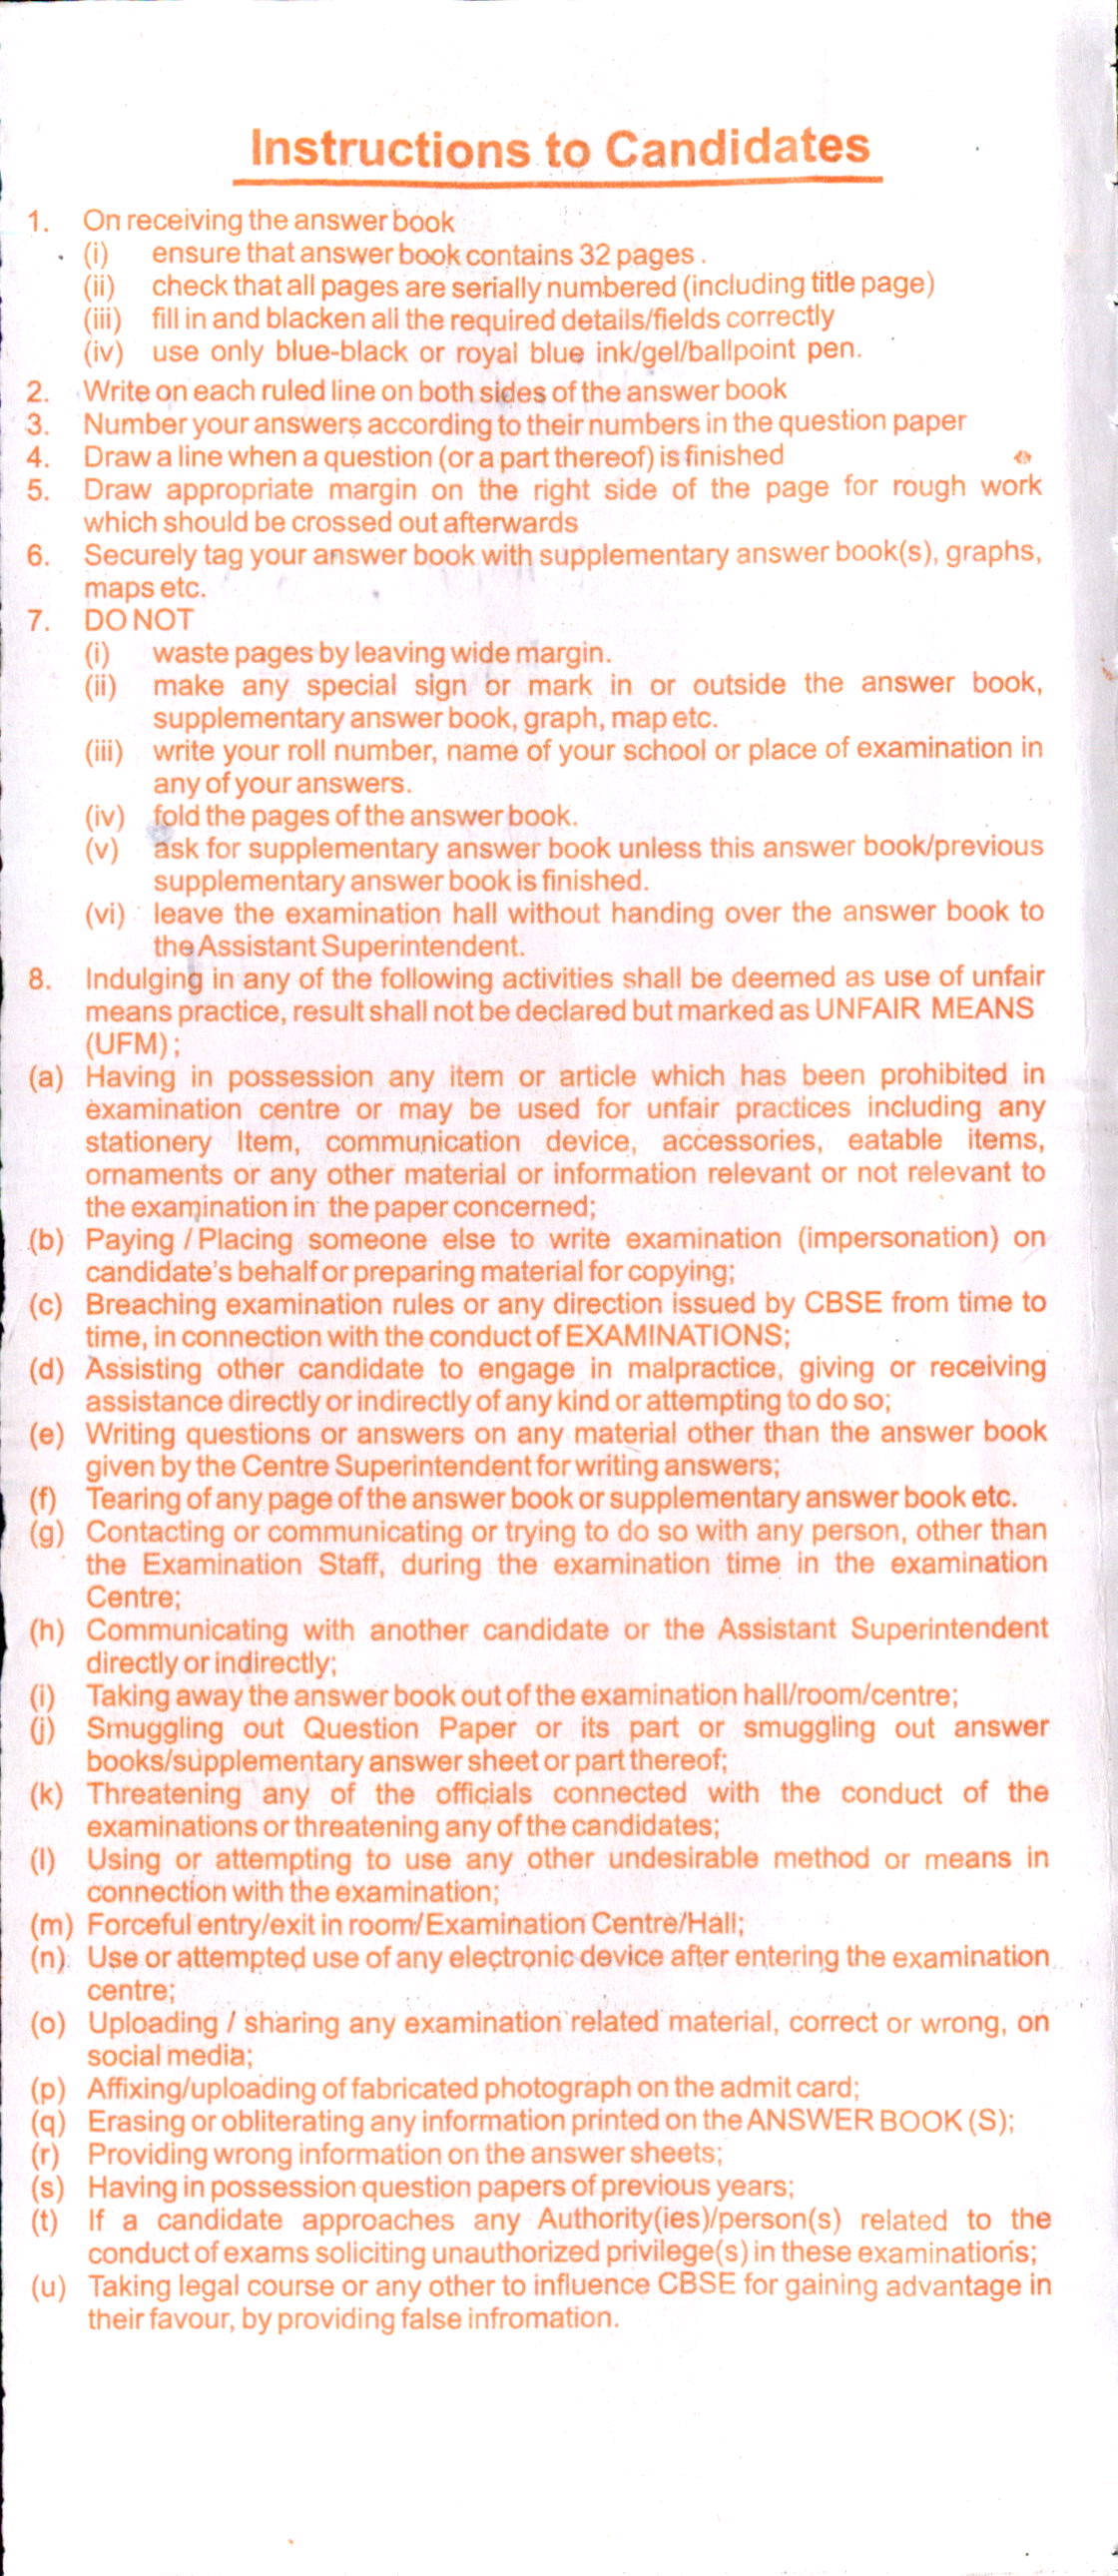 Instructions to Candidates
1. On receiving the answer book
(i) ensure that answer book contains 32 pages .
(ii) check that all pages are serially numbered (including title page)
(iii) fill in and blacken all the required details/fields correctly
(iv) use only blue-black or royal blue ink/gel/ballpoint pen.
2. Write on each ruled line on both sides of the answer book
3. Number your answers according to their numbers in the question paper
4. Draw a line when a question (or a part thereof) is finished
5. Draw appropriate margin on the right side of the page for rough work
which should be crossed out afterwards
6. Securely tag your answer book with supplementary answer book(s), graphs,
maps etc.
7. DO NOT
(i) waste pages by leaving wide margin.
(ii) make any special sign or mark in or outside the answer book,
supplementary answer book, graph, map etc.
(iii) write your roll number, name of your school or place of examination in
any of your answers.
(iv) fold the pages of the answer book.
(v) ask for supplementary answer book unless this answer book/previous
supplementary answer book is finished.
(vi) leave the examination hall without handing over the answer book to
the Assistant Superintendent.
8. Indulging in any of the following activities shall be deemed as use of unfair
means practice, result shall not be declared but marked as UNFAIR MEANS
(UFM) ;
(a) Having in possession any item or article which has been prohibited in
examination centre or may be used for unfair practices including any
stationery Item, communication device, accessories, eatable items,
ornaments or any other material or information relevant or not relevant to
the examination in the paper concerned;
(b) Paying / Placing someone else to write examination (impersonation) on
candidate's behalf or preparing material for copying;
(c) Breaching examination rules or any direction issued by CBSE from time to
time, in connection with the conduct of EXAMINATIONS;
(d) Assisting other candidate to engage in malpractice, giving or receiving
assistance directly or indirectly of any kind or attempting to do so;
(e) Writing questions or answers on any material other than the answer book
given by the Centre Superintendent for writing answers;
(f) Tearing of any page of the answer book or supplementary answer book etc.
(g) Contacting or communicating or trying to do so with any person, other than
the Examination Staff, during the examination time in the examination
Centre;
(h) Communicating with another candidate or the Assistant Superintendent
directly or indirectly;
(i) Taking away the answer book out of the examination hall/room/centre;
(j) Smuggling out Question Paper or its part or smuggling out answer
books/supplementary answer sheet or part thereof;
(k) Threatening any of the officials connected with the conduct of the
examinations or threatening any of the candidates;
(l) Using or attempting to use any other undesirable method or means in
connection with the examination;
(m) Forceful entry/exit in room/Examination Centre/Hall;
(n) Use or attempted use of any electronic device after entering the examination
centre;
(o) Uploading / sharing any examination related material, correct or wrong, on
social media;
(p) Affixing/uploading of fabricated photograph on the admit card;
(q) Erasing or obliterating any information printed on the ANSWER BOOK (S);
(r) Providing wrong information on the answer sheets;
(s) Having in possession question papers of previous years;
(t) If a candidate approaches any Authority(ies)/person(s) related to the
conduct of exams soliciting unauthorized privilege(s) in these examinations;
(u) Taking legal course or any other to influence CBSE for gaining advantage in
their favour, by providing false infromation.